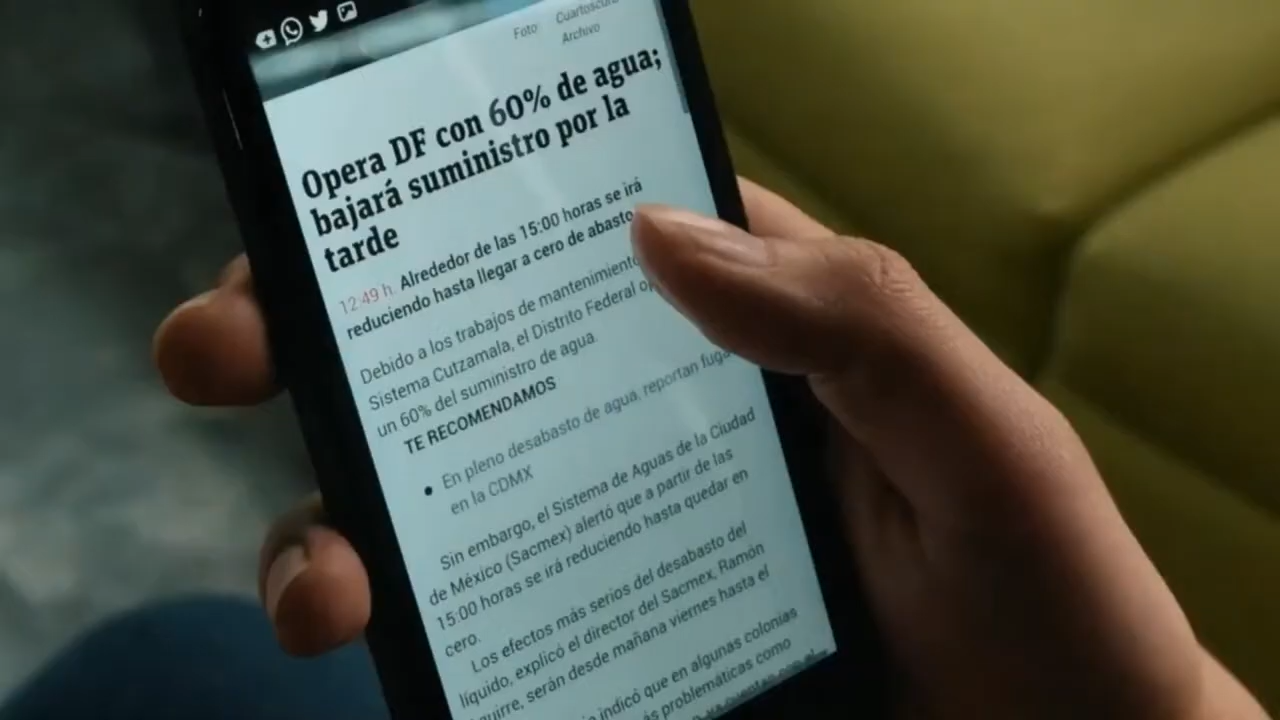 Foto Cuartoscuro
Archivo
Opera DF con 60% de agua;
bajará suministro por la
tarde
12:49 h. Alrededor de las 15:00 horas se irá
reduciendo hasta llegar a cero de abasto
Debido a los trabajos de mantenimiento
Sistema Cutzamala, el Distrito Federal
un 60% del suministro de agua.
TE RECOMENDAMOS
• En pleno desabasto de agua, reportan
en la CDMX
Sin embargo, el Sistema de Aguas de la Ciudad
de México (Sacmex) alertó que a partir de las
15:00 horas se irá reduciendo hasta quedar en
cero.
Los efectos más serios del desabasto del
líquido, explicó el director del Sacmex, Ramón
serán desde mañana viernes hasta el
indicó que en algunas colonias
problemáticas como